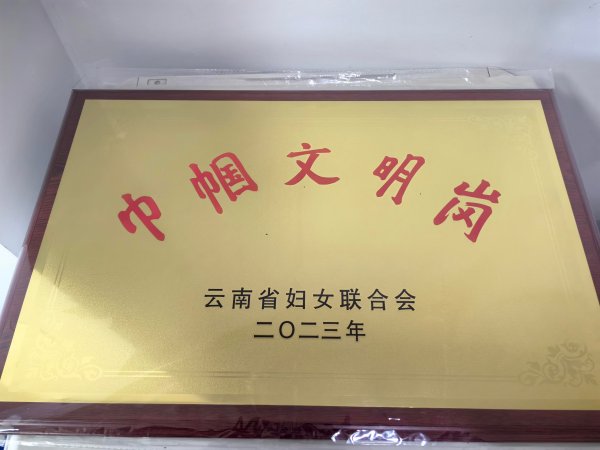 巾帼文明岗
云南省妇女联合会
二〇二三年